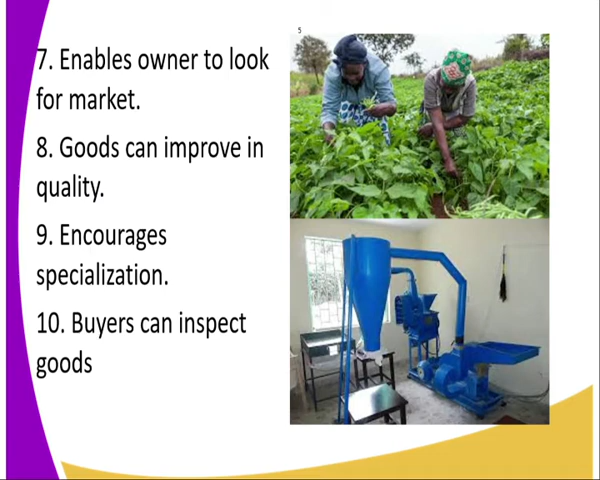 5
7. Enables owner to look
for market.
8. Goods can improve in
quality.
9. Encourages
specialization.
10. Buyers can inspect
goods